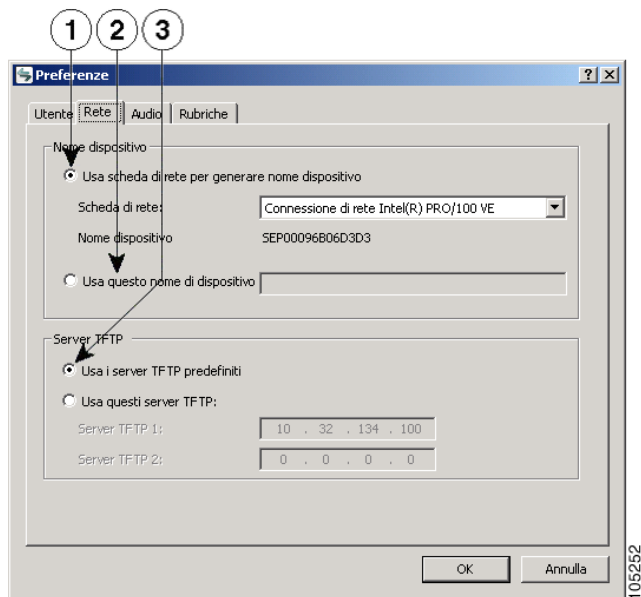 1 2 3
Preferenze
Utente Rete Audio Rubriche
Nome dispositivo
Usa scheda di rete per generare nome dispositivo
Scheda di rete: Connessione di rete Intel(R) PRO/100 VE
Nome dispositivo SEP00096B06D3D3
Usa questo nome di dispositivo
Server TFTP
Usa i server TFTP predefiniti
Usa questi server TFTP:
Server TFTP 1: 10 . 32 . 134 . 100
Server TFTP 2: 0 . 0 . 0 . 0
OK Annulla
105252